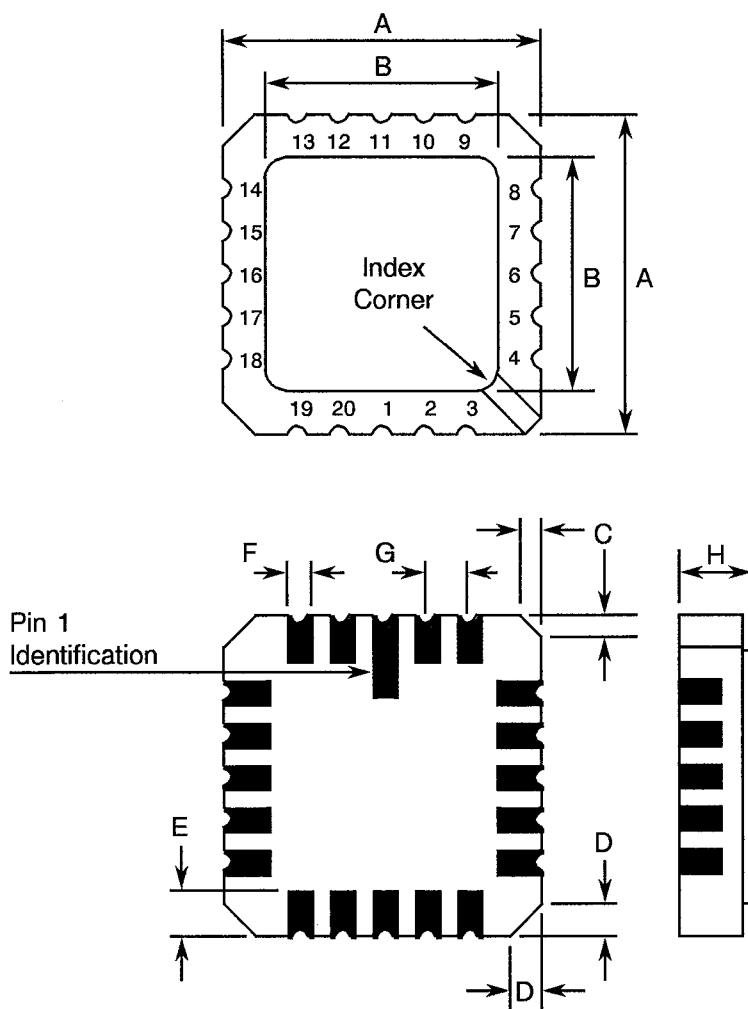 A
B
13 12 11 10 9
14 8
15 7
16 6
17 5
18 4
Index
Corner
B A
19 20 1 2 3
C
H
F G
Pin 1
Identification
E
D
D